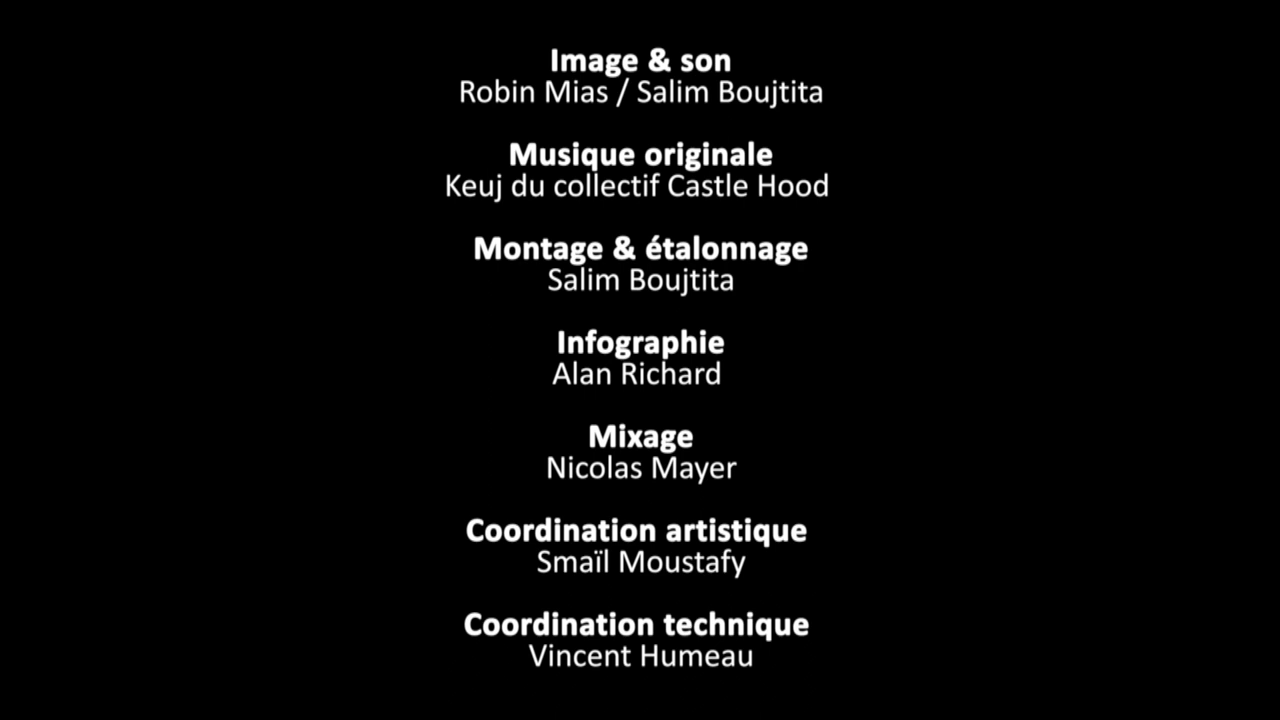 Image & son
Robin Mias / Salim Boujtita
Musique originale
Keuj du collectif Castle Hood
Montage & étalonnage
Salim Boujtita
Infographie
Alan Richard
Mixage
Nicolas Mayer
Coordination artistique
Smaïl Moustafy
Coordination technique
Vincent Humeau